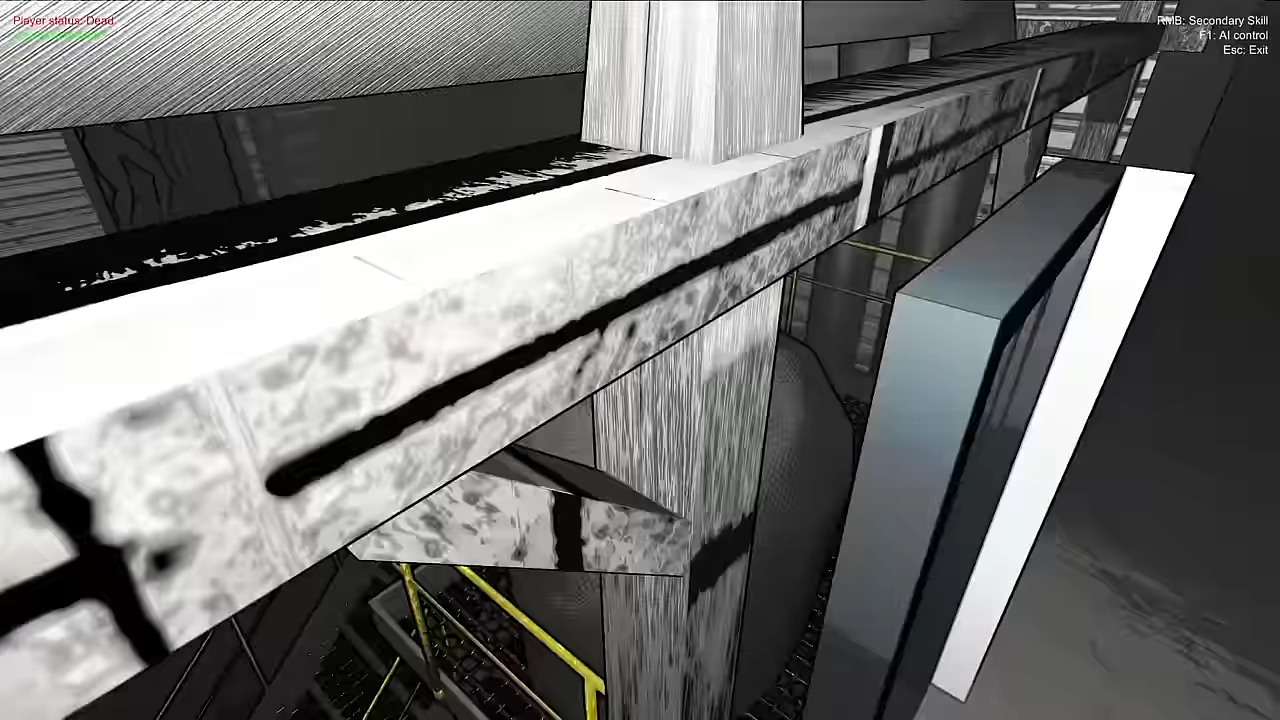 Player status: Dead
RMB: Secondary Skill
F1: AI control
Esc: Exit